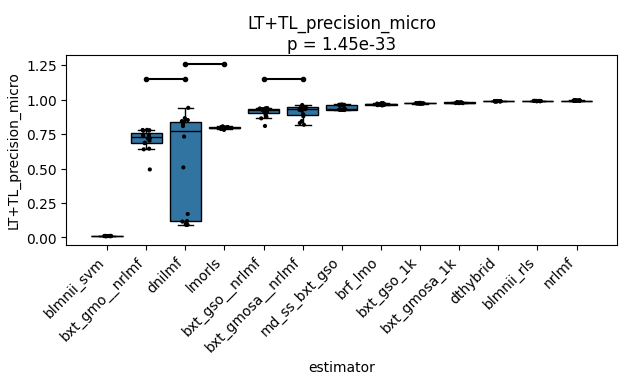 LT+TL_precision_micro
p = 1.45e-33
LT+TL_precision_micro
1.25
1.00
0.75
0.50
0.25
0.00
blmnii_svm
bxt_gmo__nrlmf
dnilmf
lmorls
bxt_gso__nrlmf
bxt_gmosa__nrlmf
md_ss_bxt_gso
brf_lmo
bxt_gso_1k
bxt_gmosa_1k
dthybrid
blmnii_rls
nrlmf
estimator